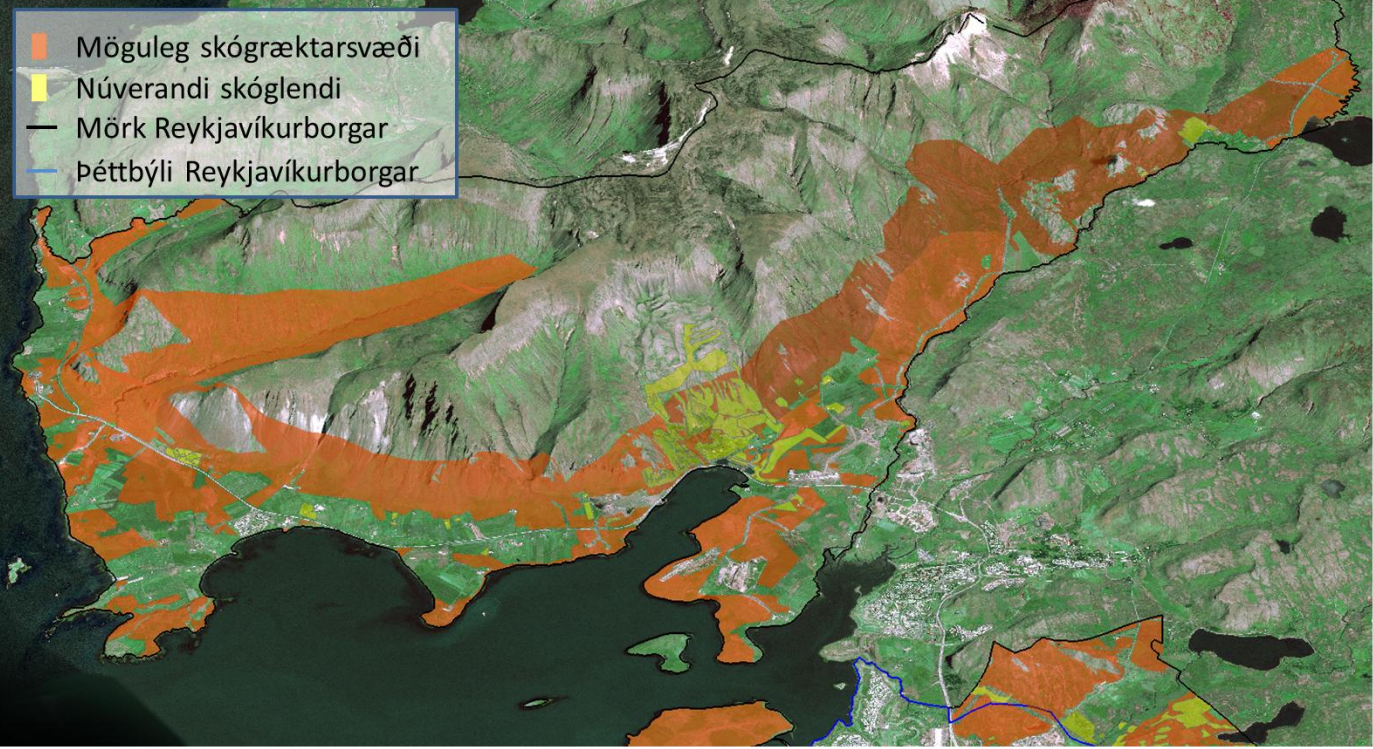 Möguleg skógræktarsvæði
Núverandi skóglendi
Mörk Reykjavíkurborgar
Þéttbýli Reykjavíkurborgar